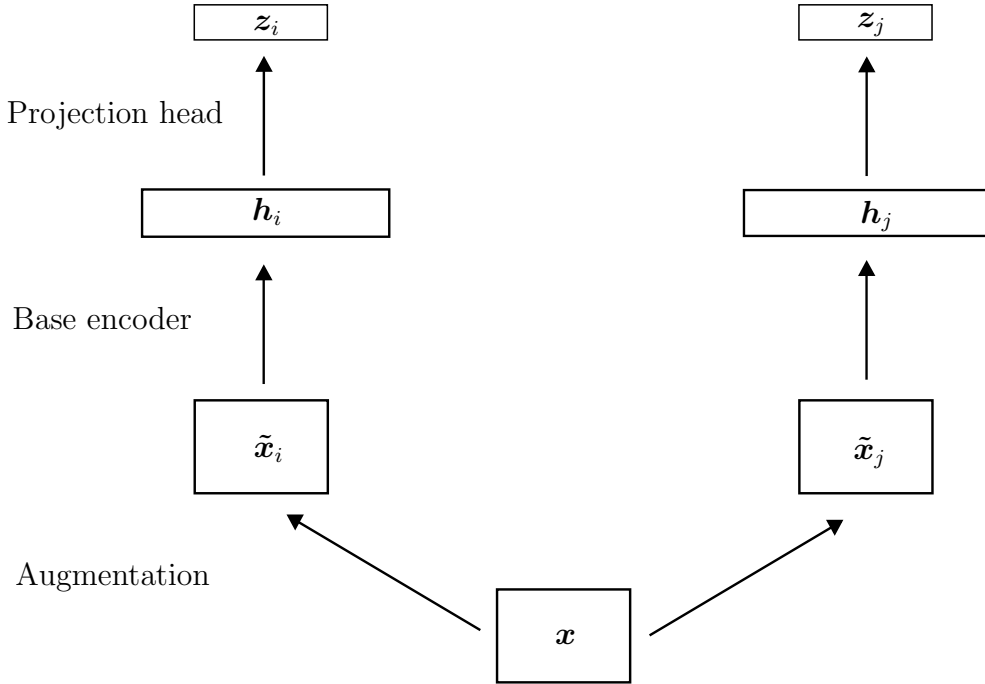 z_i z_j
Projection head
h_i h_j
Base encoder
x̃_i x̃_j
Augmentation
x